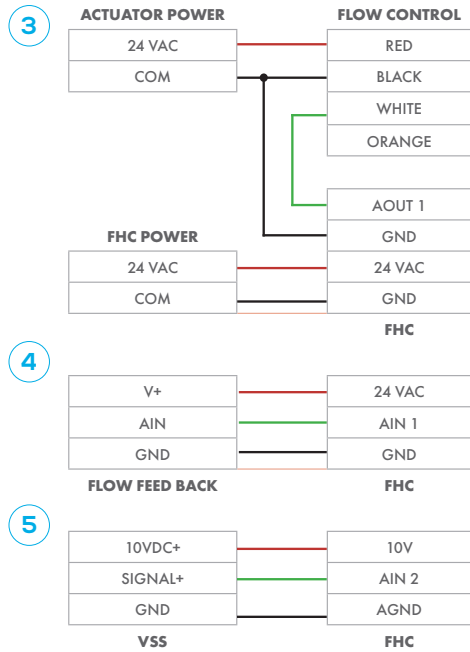 3
ACTUATOR POWER FLOW CONTROL
24 VAC RED
COM BLACK
WHITE
ORANGE
AOUT 1
FHC POWER GND
24 VAC 24 VAC
COM GND
FHC
4
V+ 24 VAC
AIN AIN 1
GND GND
FLOW FEED BACK FHC
5
10VDC+ 10V
SIGNAL+ AIN 2
GND AGND
VSS FHC